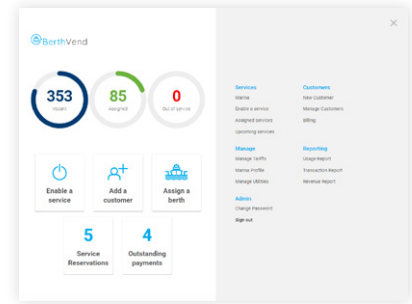 BerthVend
353
85
Assigned
0
Out of service
Enable a
service
Add a
customer
Assign a
berth
5
Service
Reservations
4
Outstanding
payments
Services
Marina
Enable a service
Assigned services
Upcoming services
Customers
New Customer
Manage Customers
Billing
Manage
Manage Tariffs
Marina Profile
Manage Utilities
Reporting
Usage Report
Transaction Report
Revenue Report
Admin
Change Password
Sign out